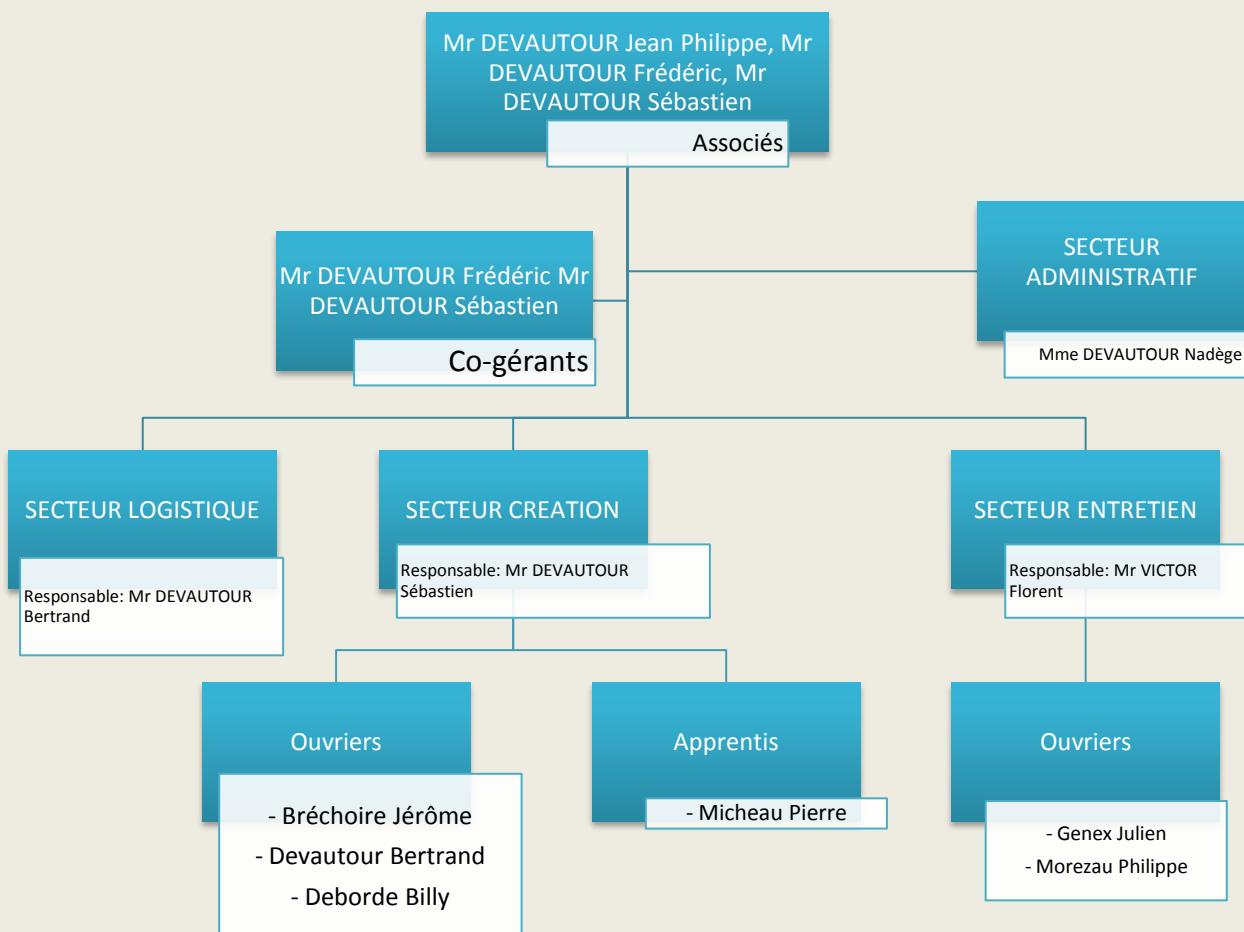 Mr DEVAUTOUR Jean Philippe, Mr
DEVAUTOUR Frédéric, Mr
DEVAUTOUR Sébastien
Associés
SECTEUR
ADMINISTRATIF
Mme DEVAUTOUR Nadège
Mr DEVAUTOUR Frédéric Mr
DEVAUTOUR Sébastien
Co-gérants
SECTEUR LOGISTIQUE
Responsable: Mr DEVAUTOUR
Bertrand
SECTEUR CREATION
Responsable: Mr DEVAUTOUR
Sébastien
SECTEUR ENTRETIEN
Responsable: Mr VICTOR
Florent
Ouvriers
- Bréchoire Jérôme
- Devautour Bertrand
- Deborde Billy
Apprentis
- Micheau Pierre
Ouvriers
- Genex Julien
- Morezau Philippe